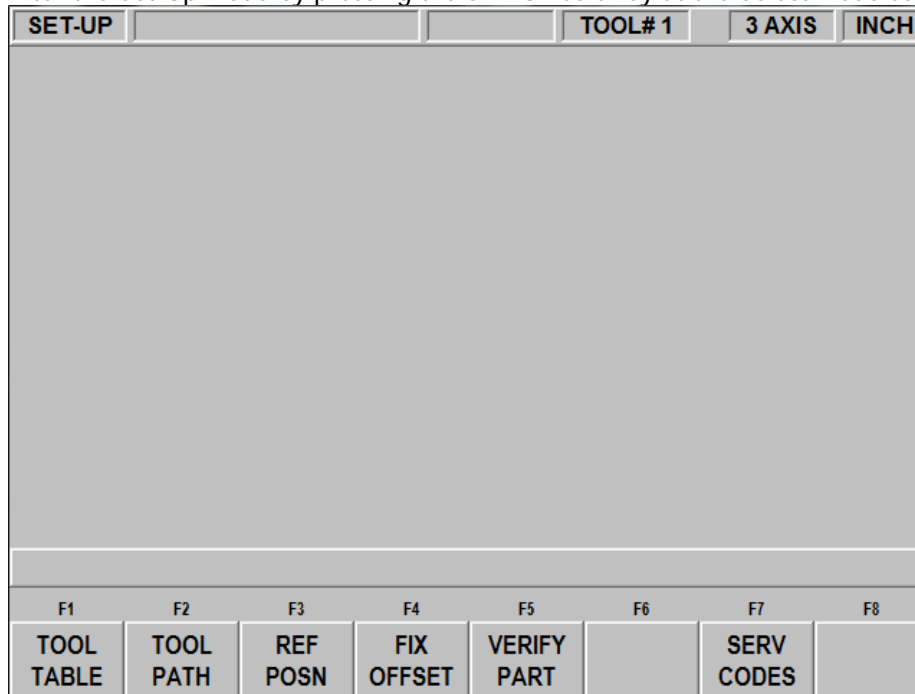 SET-UP TOOL# 1 3 AXIS INCH
F1 F2 F3 F4 F5 F6 F7 F8
TOOL TOOL REF FIX VERIFY SERV
TABLE PATH POSN OFFSET PART CODES